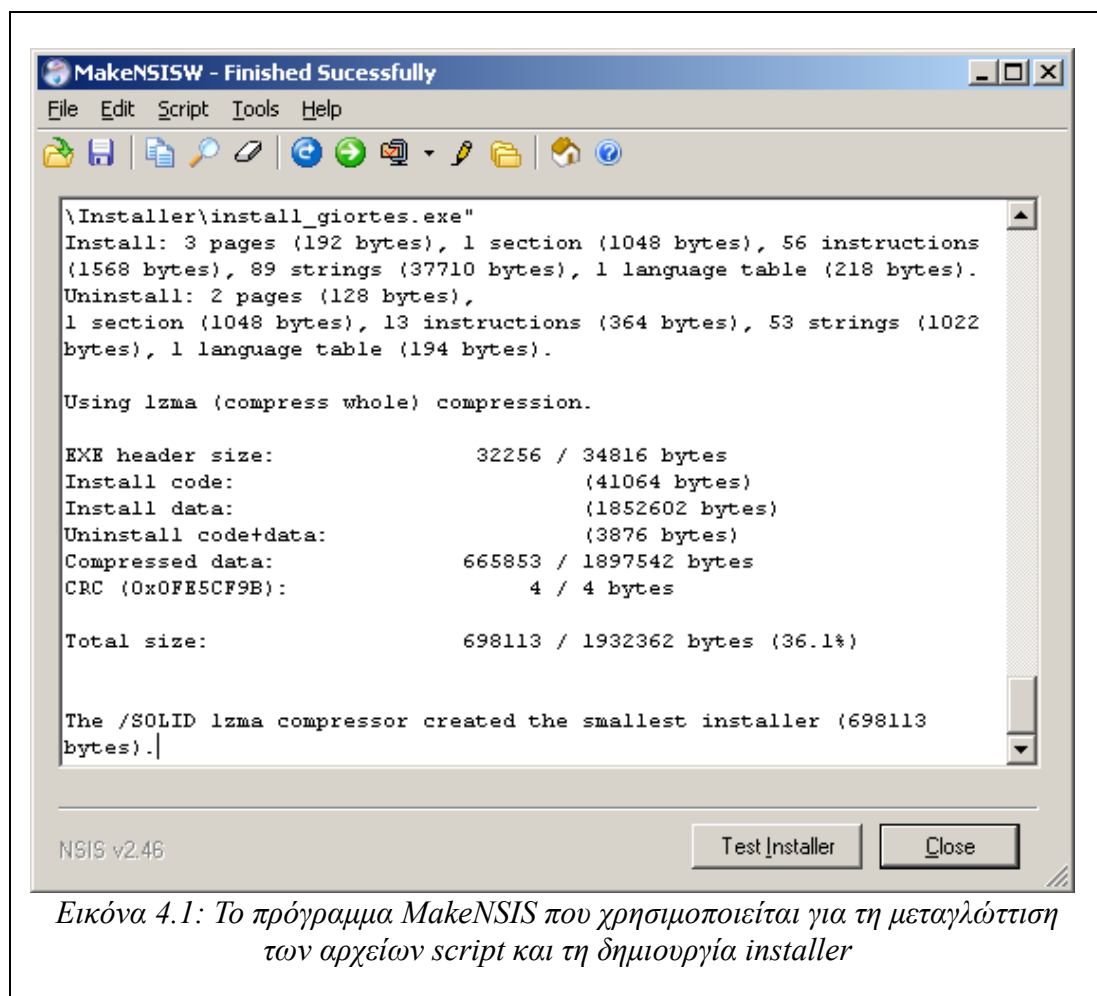 MakeNSISW - Finished Sucessfully
File Edit Script Tools Help
\Installer\install_giortes.exe"
Install: 3 pages (192 bytes), 1 section (1048 bytes), 56 instructions
(1568 bytes), 89 strings (37710 bytes), 1 language table (218 bytes).
Uninstall: 2 pages (128 bytes),
1 section (1048 bytes), 13 instructions (364 bytes), 53 strings (1022
bytes), 1 language table (194 bytes).
Using lzma (compress whole) compression.
EXE header size: 32256 / 34816 bytes
Install code: (41064 bytes)
Install data: (1852602 bytes)
Uninstall code+data: (3876 bytes)
Compressed data: 665853 / 1897542 bytes
CRC (0x0FE5CF9B): 4 / 4 bytes
Total size: 698113 / 1932362 bytes (36.1%)
The /SOLID lzma compressor created the smallest installer (698113
bytes).
NSIS v2.46 Test Installer Close
Εικόνα 4.1: Το πρόγραμμα MakeNSIS που χρησιμοποιείται για τη μεταγλώττιση
των αρχείων script και τη δημιουργία installer